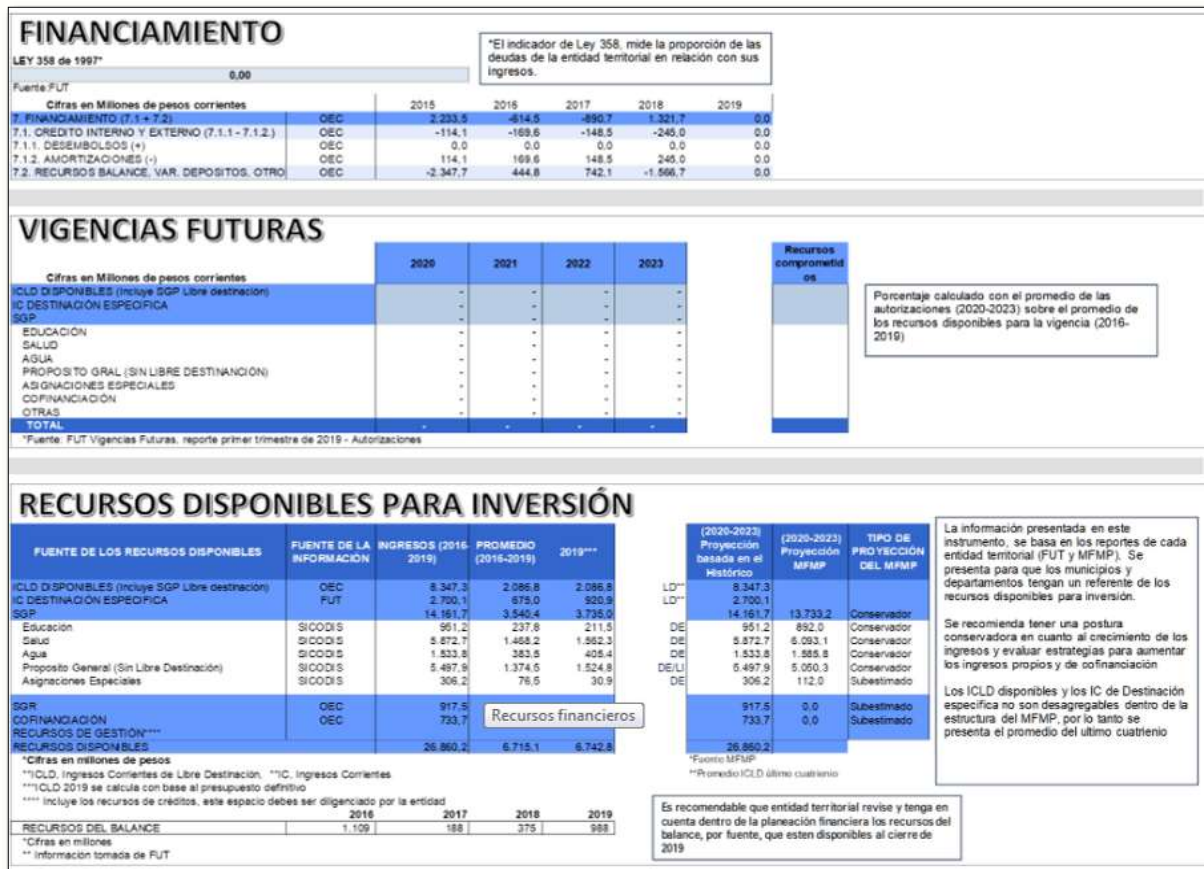 FINANCIAMIENTO
LEY 358 de 1997*
0,00
Fuente:FUT
*El indicador de Ley 358, mide la proporción de las
deudas de la entidad territorial en relación con sus
ingresos.
Cifras en Millones de pesos corrientes 2015 2016 2017 2018 2019
7. FINANCIAMIENTO (7.1 + 7.2) OEC 2.233,5 -614,5 -890,7 1.321,7 0,0
7.1. CREDITO INTERNO Y EXTERNO (7.1.1 - 7.1.2.) OEC -114,1 -169,6 -148,5 -245,0 0,0
7.1.1. DESEMBOLSOS (+) OEC 0,0 0,0 0,0 0,0 0,0
7.1.2. AMORTIZACIONES (-) OEC 114,1 169,6 148,5 245,0 0,0
7.2. RECURSOS BALANCE, VAR. DEPOSITOS, OTRO OEC -2.347,7 444,8 742,1 -1.566,7 0,0
VIGENCIAS FUTURAS
Cifras en Millones de pesos corrientes 2020 2021 2022 2023
Recursos
comprometid
os
ICLD DISPONIBLES (Incluye SGP Libre destinación) - - - -
IC DESTINACIÓN ESPECIFICA - - - -
SGP - - - -
EDUCACIÓN - - - -
SALUD - - - -
AGUA - - - -
PROPOSITO GRAL (SIN LIBRE DESTINANCIÓN) - - - -
ASIGNACIONES ESPECIALES - - - -
COFINANCIACIÓN - - - -
OTRAS - - - -
TOTAL - - - -
*Fuente: FUT Vigencias Futuras, reporte primer trimestre de 2019 - Autorizaciones
Porcentaje calculado con el promedio de las
autorizaciones (2020-2023) sobre el promedio de
los recursos disponibles para la vigencia (2016-
2019)
RECURSOS DISPONIBLES PARA INVERSIÓN
FUENTE DE LOS RECURSOS DISPONIBLES
FUENTE DE LA
INFORMACIÓN
INGRESOS (2016-
2019)
PROMEDIO
(2016-2019)
2019***
(2020-2023)
Proyección
basada en el
Histórico
(2020-2023)
Proyección
MFMP
TIPO DE
PROYECCIÓN
DEL MFMP
ICLD DISPONIBLES (Incluye SGP Libre destinación) OEC 8.347,3 2.086,8 2.086,8 LD** 8.347,3
IC DESTINACIÓN ESPECIFICA FUT 2.700,1 675,0 920,9 LD** 2.700,1
SGP 14.161,7 3.540,4 3.735,0 14.161,7 13.733,2 Conservador
Educación SICODIS 951,2 237,8 211,5 DE 951,2 892,0 Conservador
Salud SICODIS 5.872,7 1.468,2 1.562,3 DE 5.872,7 6.093,1 Conservador
Agua SICODIS 1.533,8 383,5 405,4 DE 1.533,8 1.585,8 Conservador
Proposito General (Sin Libre Destinación) SICODIS 5.497,9 1.374,5 1.524,8 DE/LI 5.497,9 5.050,3 Conservador
Asignaciones Especiales SICODIS 306,2 76,5 30,9 DE 306,2 112,0 Subestimado
SGR OEC 917,5 917,5 0,0 Subestimado
COFINANCIACIÓN OEC 733,7 733,7 0,0 Subestimado
Recursos financieros
RECURSOS DE GESTIÓN****
RECURSOS DISPONIBLES 26.860,2 6.715,1 6.742,8 26.860,2
*Cifras en millones de pesos
**ICLD, Ingresos Corrientes de Libre Destinación, **IC, Ingresos Corrientes
***ICLD 2019 se calcula con base al presupuesto definitivo
**** Incluye los recursos de créditos, este espacio debes ser diligenciado por la entidad
*Fuente MFMP
**Promedio ICLD último cuatrienio
2016 2017 2018 2019
RECURSOS DEL BALANCE 1.109 188 375 988
*Cifras en millones
** Información tomada de FUT
La información presentada en este
instrumento, se basa en los reportes de cada
entidad territorial (FUT y MFMP). Se
presenta para que los municipios y
departamentos tengan un referente de los
recursos disponibles para inversión.
Se recomienda tener una postura
conservadora en cuanto al crecimiento de los
ingresos y evaluar estrategias para aumentar
los ingresos propios y de cofinanciación
Los ICLD disponibles y los IC de Destinación
especifica no son desagregables dentro de la
estructura del MFMP, por lo tanto se
presenta el promedio del ultimo cuatrienio
Es recomendable que entidad territorial revise y tenga en
cuenta dentro de la planeación financiera los recursos del
balance, por fuente, que esten disponibles al cierre de
2019